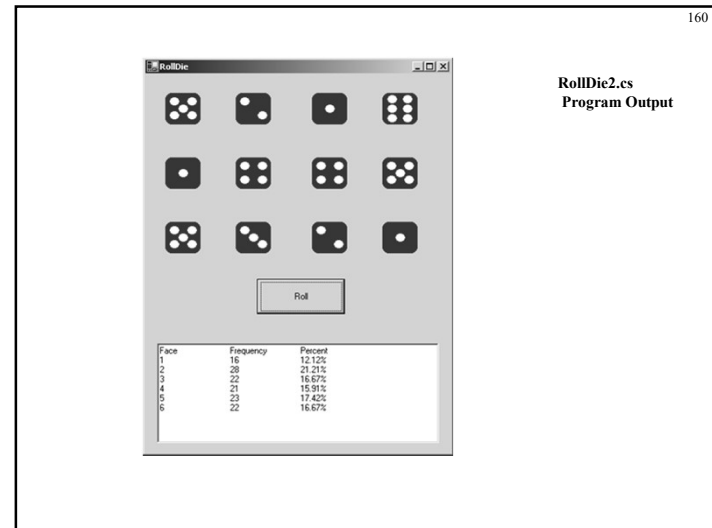 160
RollDie
RollDie2.cs
Program Output
Roll
Face Frequency Percent
1 16 12.12%
2 28 21.21%
3 22 16.67%
4 21 15.91%
5 23 17.42%
6 22 16.67%